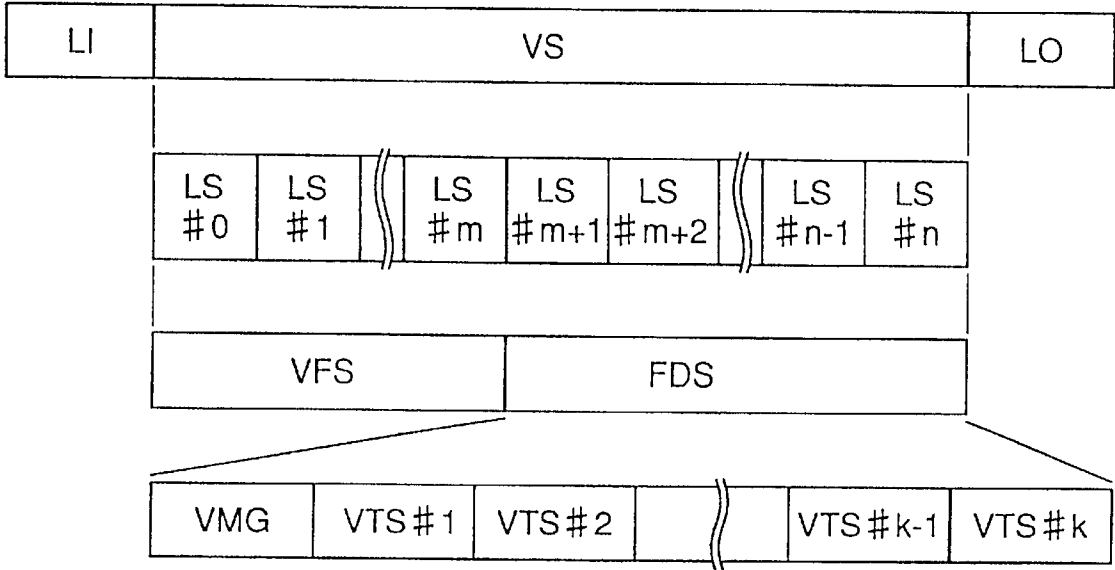 LI VS LO
LS LS LS LS LS LS LS
#0 #1 #m #m+1 #m+2 #n-1 #n
VFS FDS
VMG VTS#1 VTS#2 VTS#k-1 VTS#k